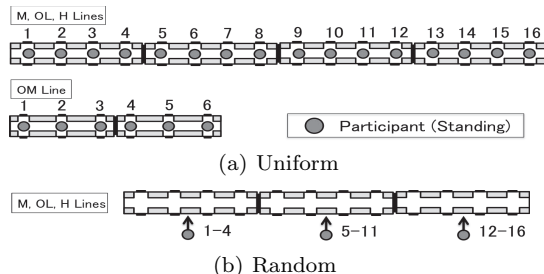 M, OL, H Lines
1 2 3 4 5 6 7 8 9 10 11 12 13 14 15 16
OM Line
1 2 3 4 5 6
Participant (Standing)
(a) Uniform
M, OL, H Lines
1-4 5-11 12-16
(b) Random